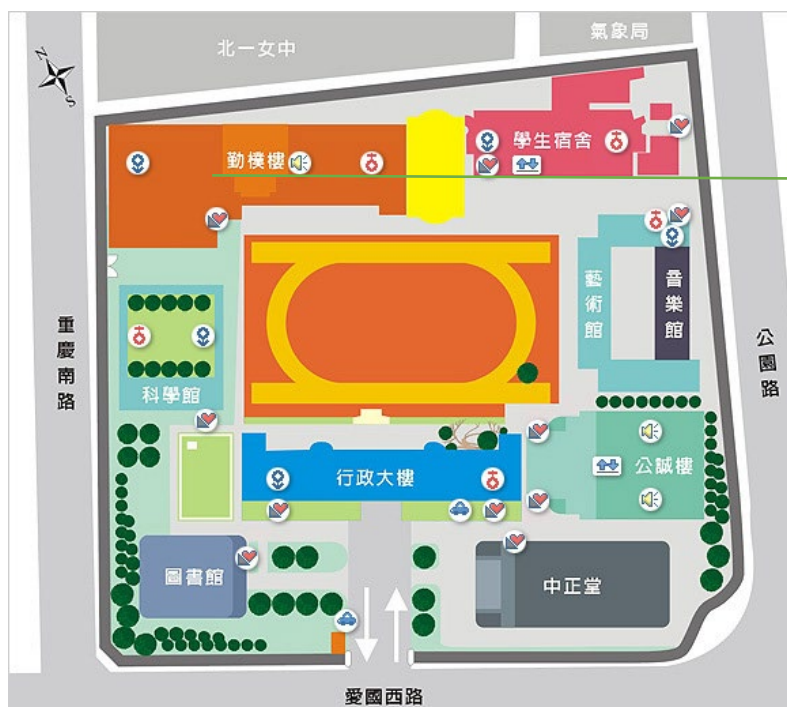 氣象局
北一女中
N
S
勤樸樓
學生宿舍
藝術館
音樂館
重慶南路
公園路
科學館
行政大樓
公誠樓
圖書館
中正堂
愛國西路